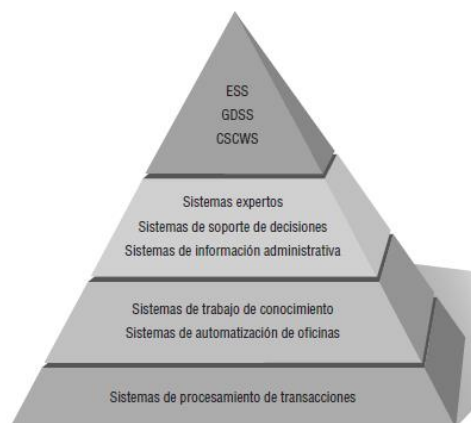 ESS
GDSS
CSCWS
Sistemas expertos
Sistemas de soporte de decisiones
Sistemas de información administrativa
Sistemas de trabajo de conocimiento
Sistemas de automatización de oficinas
Sistemas de procesamiento de transacciones